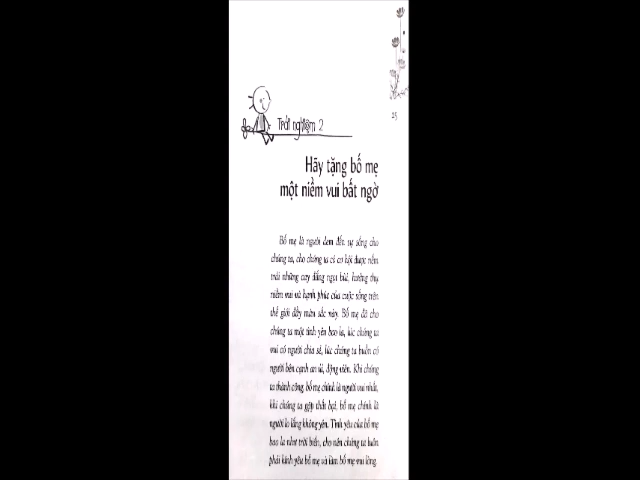 25
Trải nghiệm 2
Hãy tặng bố mẹ
một niềm vui bất ngờ
Bố mẹ là người đem đến sự sống cho
chúng ta, cho chúng ta có cơ hội được nếm
trải những cay đắng ngọt bùi, hưởng thụ
niềm vui và hạnh phúc của cuộc sống trên
thế giới đầy màu sắc này. Bố mẹ đã cho
chúng ta một tình yêu bao la, lúc chúng ta
vui có người chia sẻ, lúc chúng ta buồn có
người bên cạnh an ủi, động viên. Khi chúng
ta thành công, bố mẹ chính là người vui nhất,
khi chúng ta gặp thất bại, bố mẹ chính là
người lo lắng không yên. Tình yêu của bố mẹ
bao la như trời biển, cho nên chúng ta luôn
phải kính yêu bố mẹ và làm bố mẹ vui lòng.